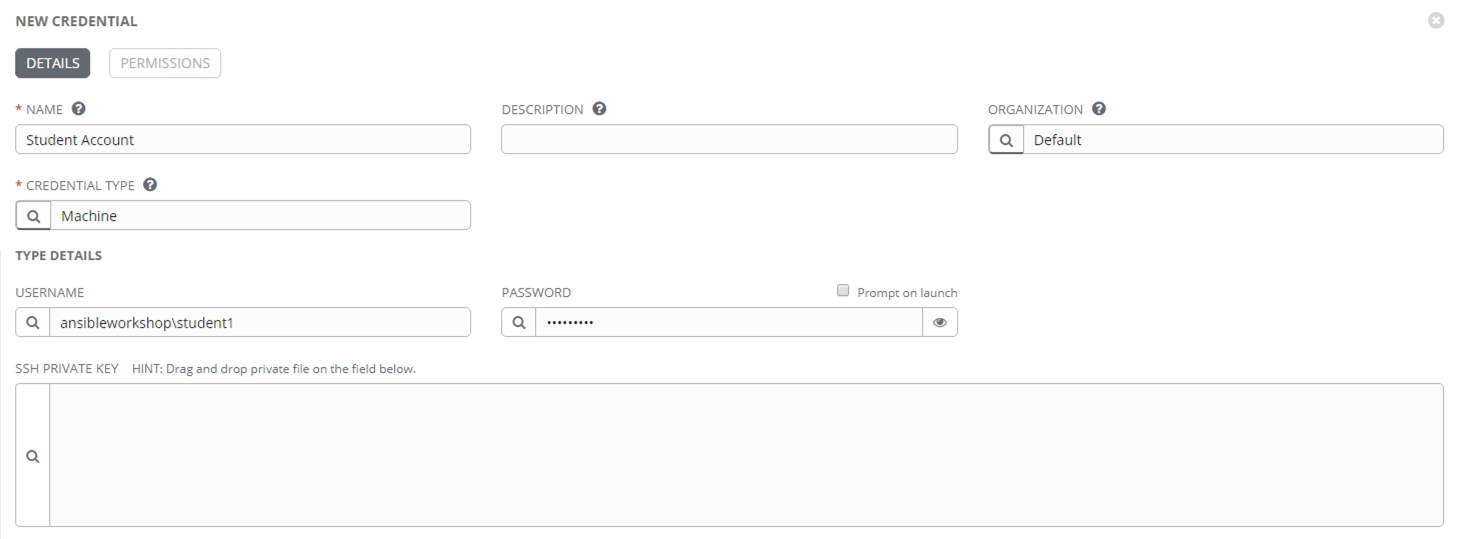 NEW CREDENTIAL
DETAILS PERMISSIONS
* NAME ? DESCRIPTION ? ORGANIZATION ?
Student Account Default
* CREDENTIAL TYPE ?
Machine
TYPE DETAILS
USERNAME PASSWORD Prompt on launch
ansibleworkshop\student1 •••••••••
SSH PRIVATE KEY HINT: Drag and drop private file on the field below.